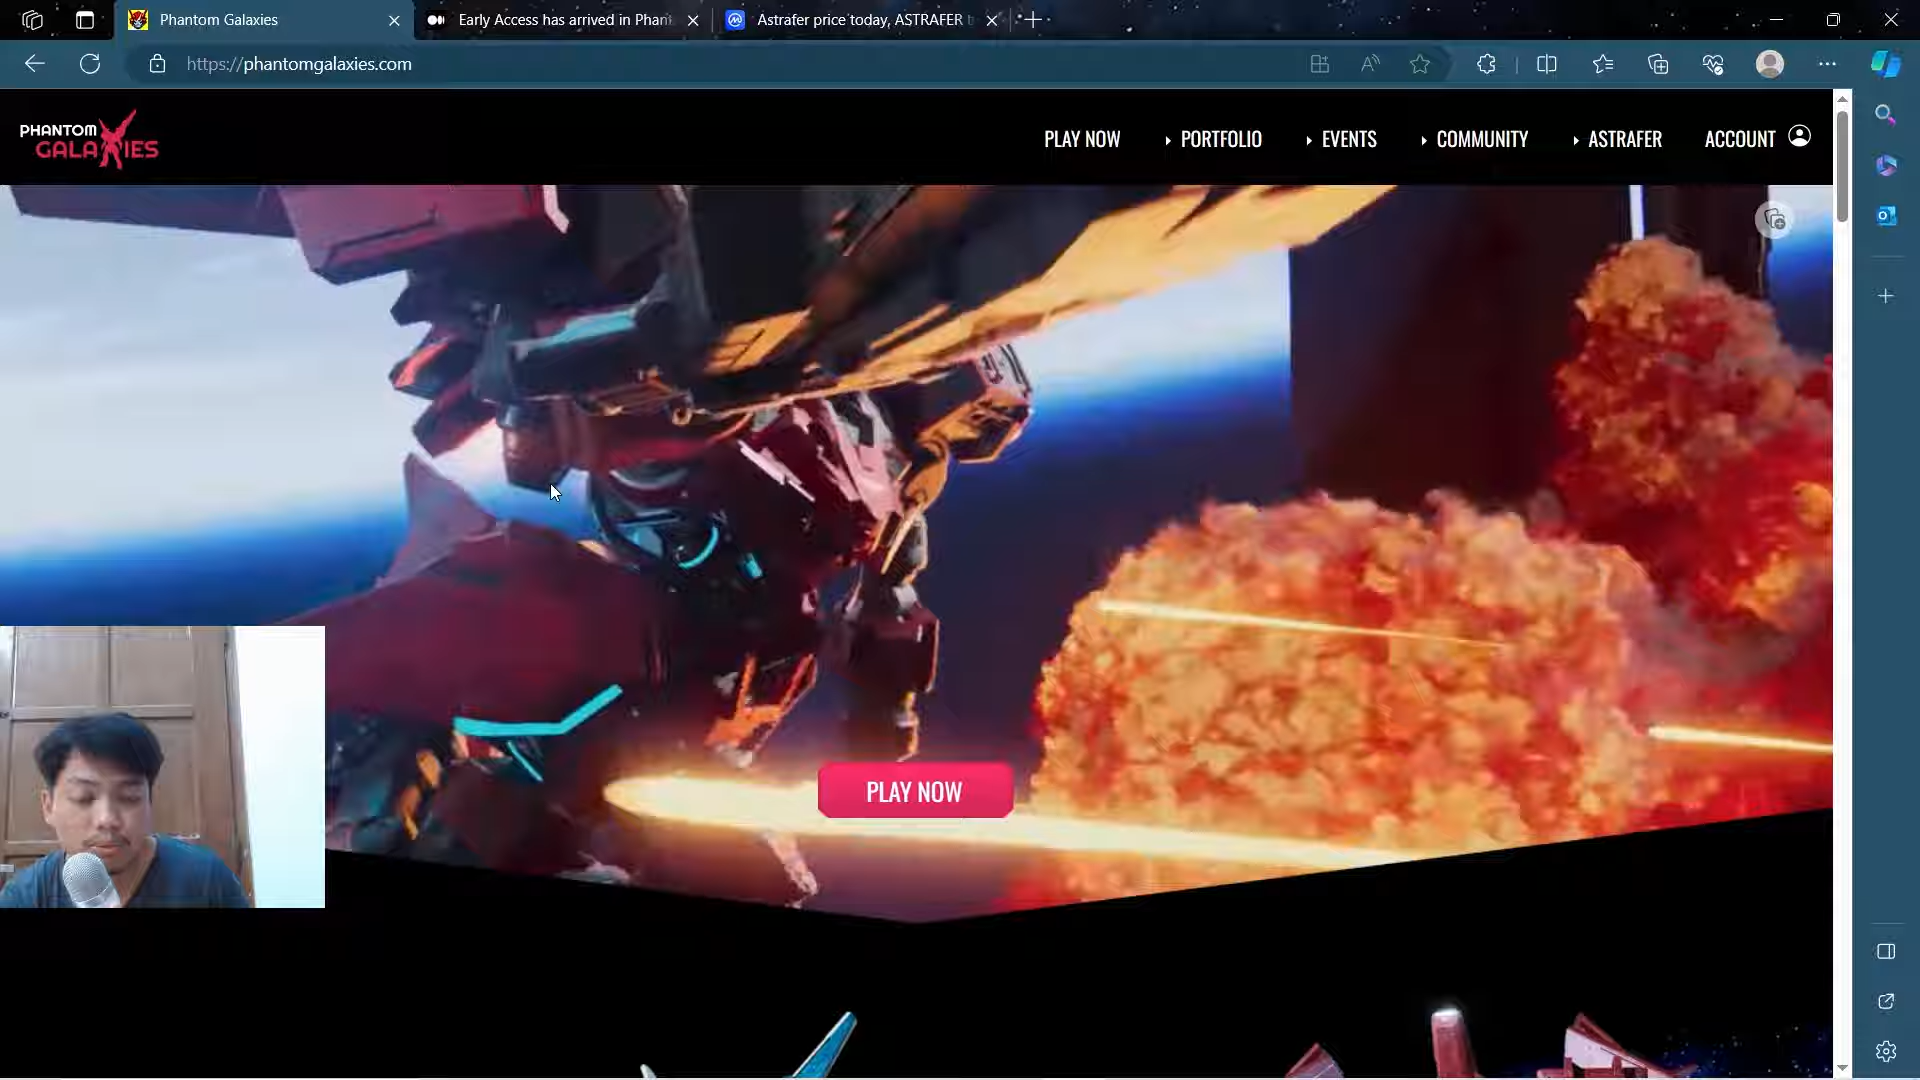 Phantom Galaxies
Early Access has arrived in Phan
Astrafer price today, ASTRAFER t
https://phantomgalaxies.com
PHANTOM
GALAXIES
PLAY NOW
PORTFOLIO
EVENTS
COMMUNITY
ASTRAFER
ACCOUNT
PLAY NOW